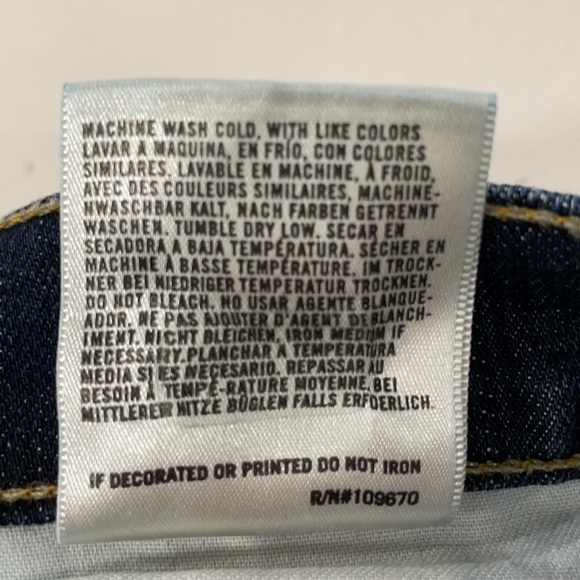 MACHINE WASH COLD, WITH LIKE COLORS
LAVAR A MAQUINA, EN FRÍO, CON COLORES
SIMILARES. LAVABLE EN MACHINE, À FROID,
AVEC DES COULEURS SIMILAIRES, MACHINE-
NWASCHBAR KALT, NACH FARBEN GETRENNT
WASCHEN. TUMBLE DRY LOW. SECAR EN
SECADORA A BAJA TEMPÉRATURA. SÉCHER EN
MACHINE À BASSE TEMPÉRATURE. IM TROCK-
NER BEI NIEDRIGER TEMPERATUR TROCKNEN.
DO NOT BLEACH. NO USAR AGENTE BLANQUE-
ADOR. NE PAS AJOUTER D'AGENT DE BLANCH-
IMENT. NICHT BLEICHEN. IRON MEDIUM IF
NECESSARY. PLANCHAR A TEMPERATURA
MEDIA SI ES NECESARIO. REPASSAR AU
BESOIN À TEMPÉ-RATURE MOYENNE. BEI
MITTLERER HITZE BÜGLEN FALLS ERFDERLICH.
IF DECORATED OR PRINTED DO NOT IRON
R/N#109670